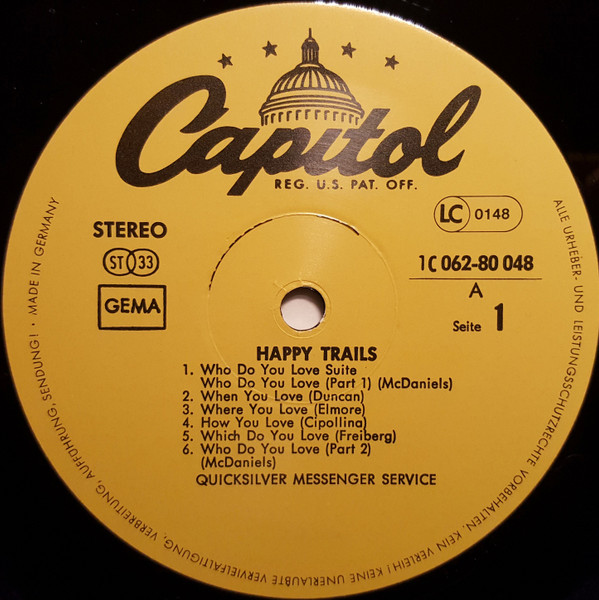 Capitol
REG. U.S. PAT. OFF.
STEREO
ST 33
GEMA
LC 0148
1C 062-80 048
A
Seite 1
HAPPY TRAILS
1. Who Do You Love Suite
Who Do You Love (Part 1) (McDaniels)
2. When You Love (Duncan)
3. Where You Love (Elmore)
4. How You Love (Cipollina)
5. Which Do You Love (Freiberg)
6. Who Do You Love (Part 2)
(McDaniels)
QUICKSILVER MESSENGER SERVICE
ALLE URHEBER- UND LEISTUNGSSCHUTZRECHTE VORBEHALTEN. KEIN VERLEIH! KEINE UNERLAUBTE VERVIELFÄLTIGUNG, VERBREITUNG, AUFFÜHRUNG, SENDUNG! · MADE IN GERMANY